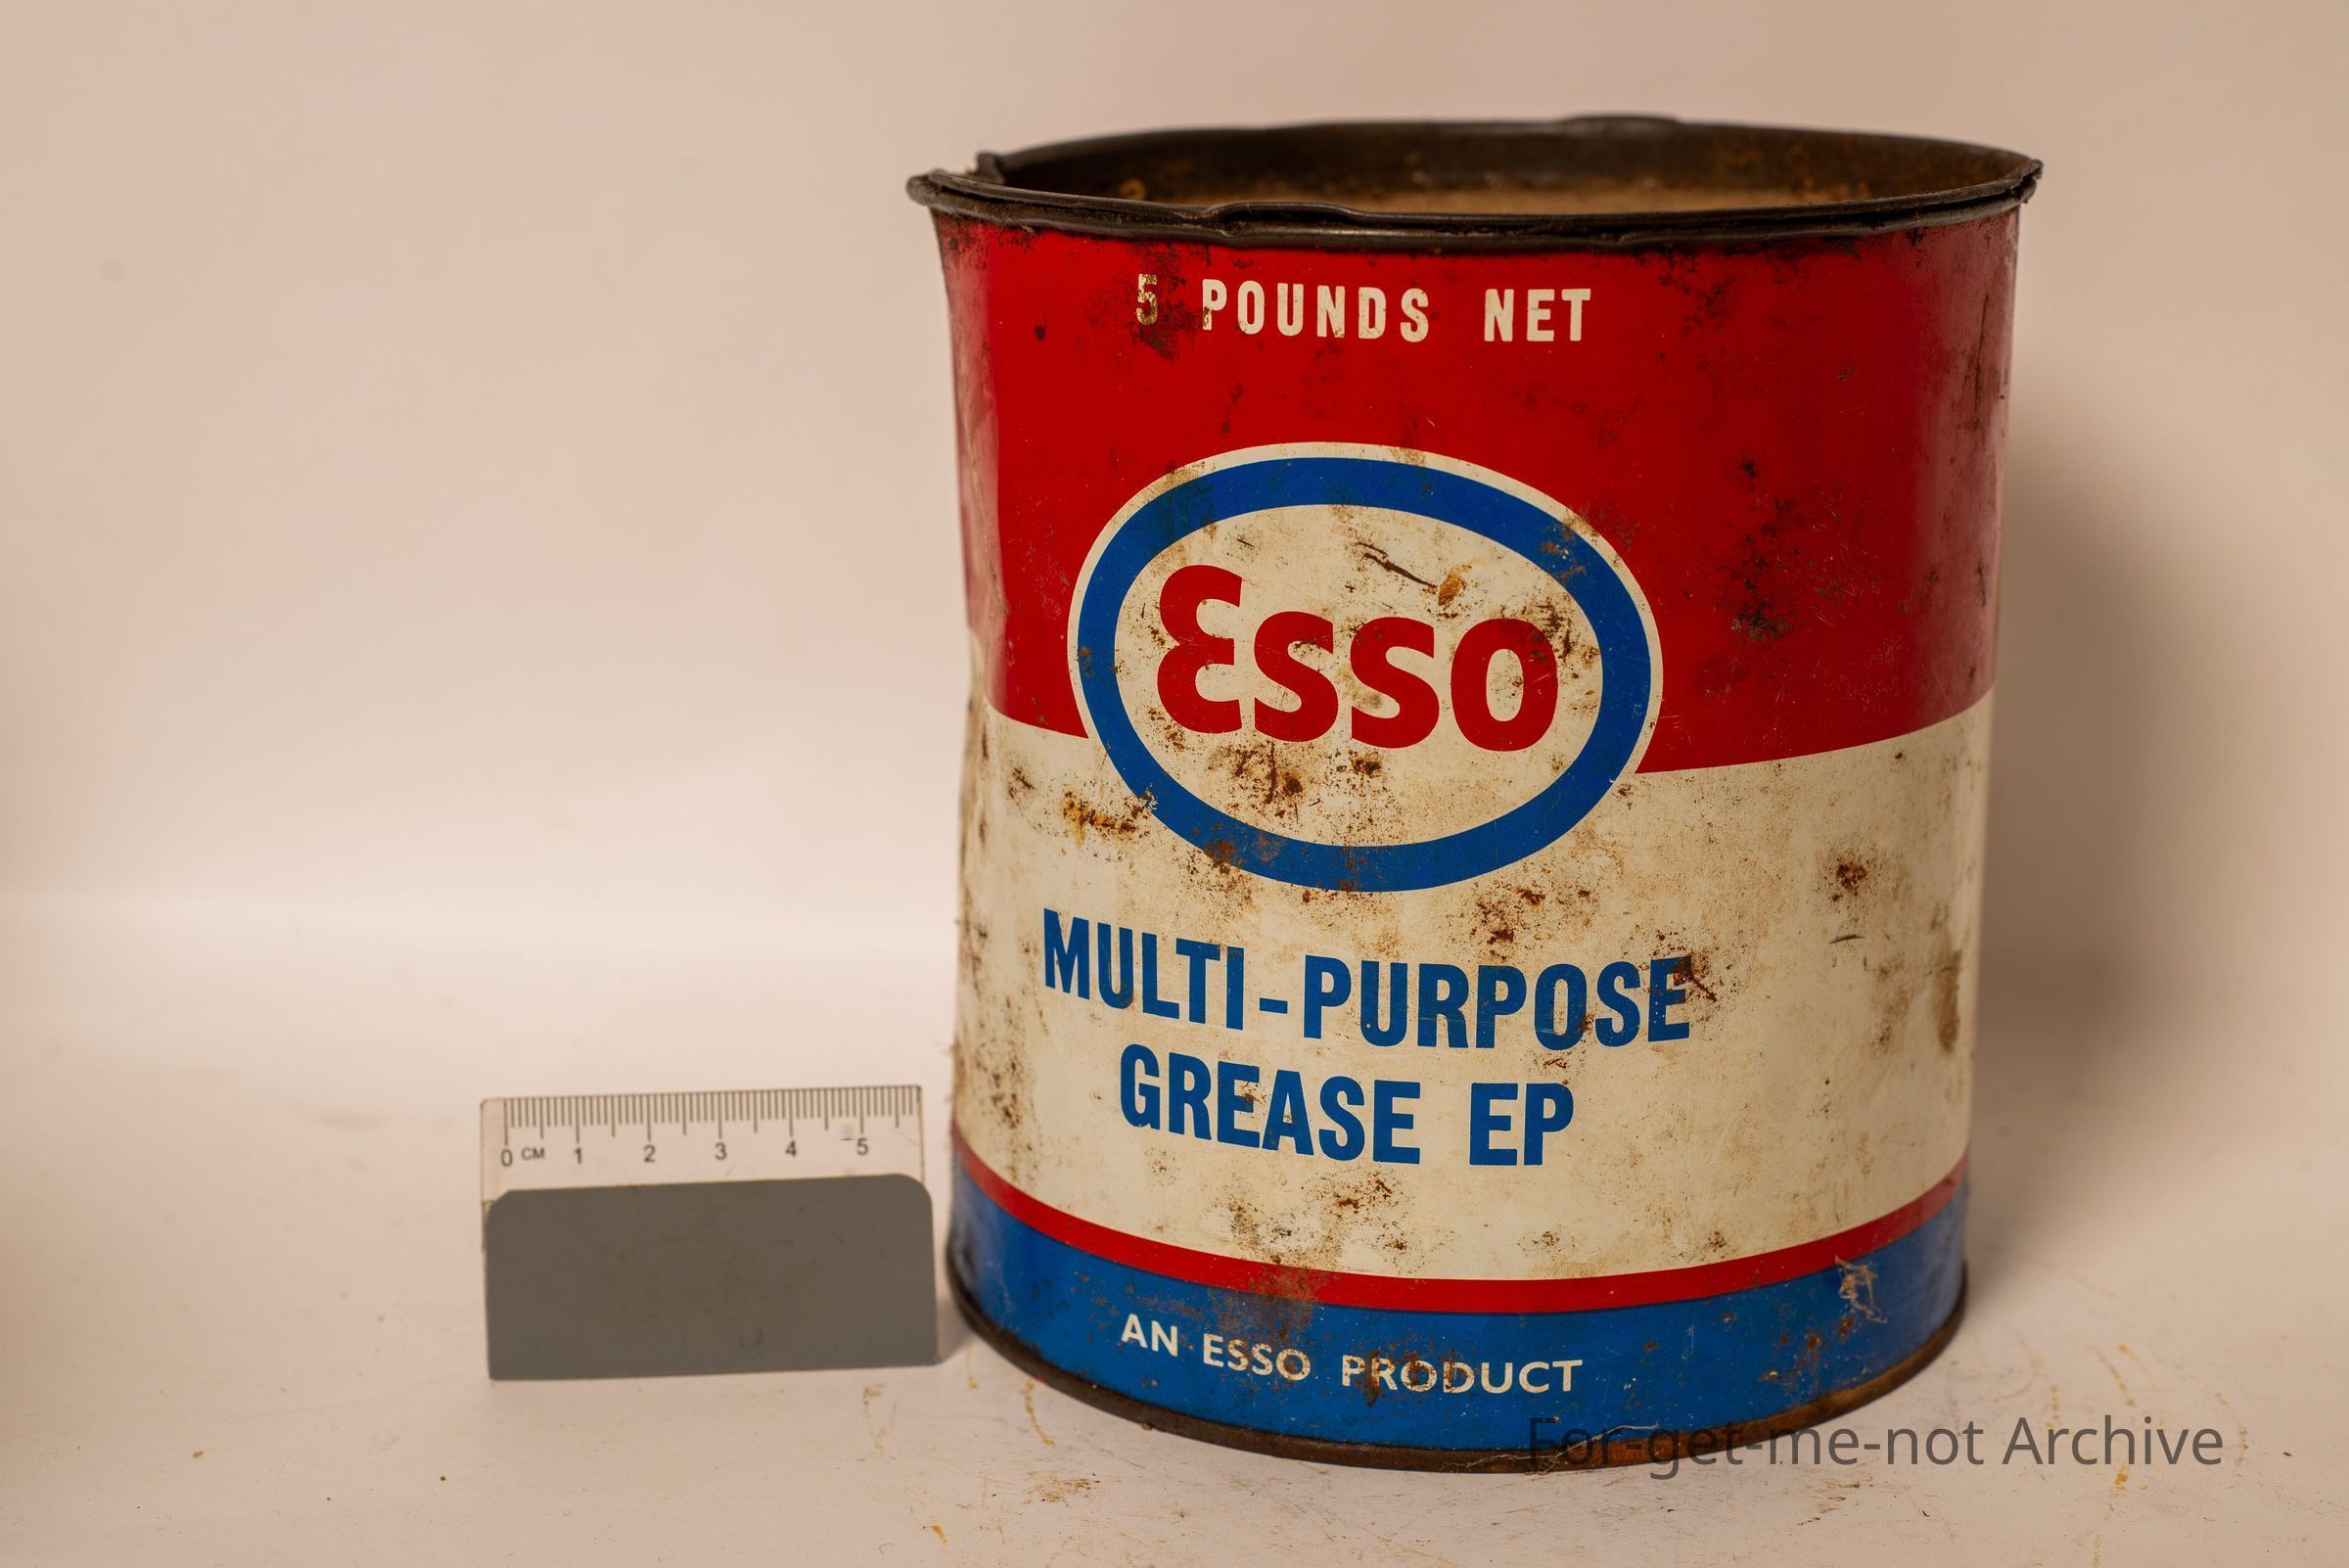 5 POUNDS NET
Esso
MULTI-PURPOSE
GREASE EP
AN ESSO PRODUCT
0 CM 1 2 3 4 5
For-get-me-not Archive